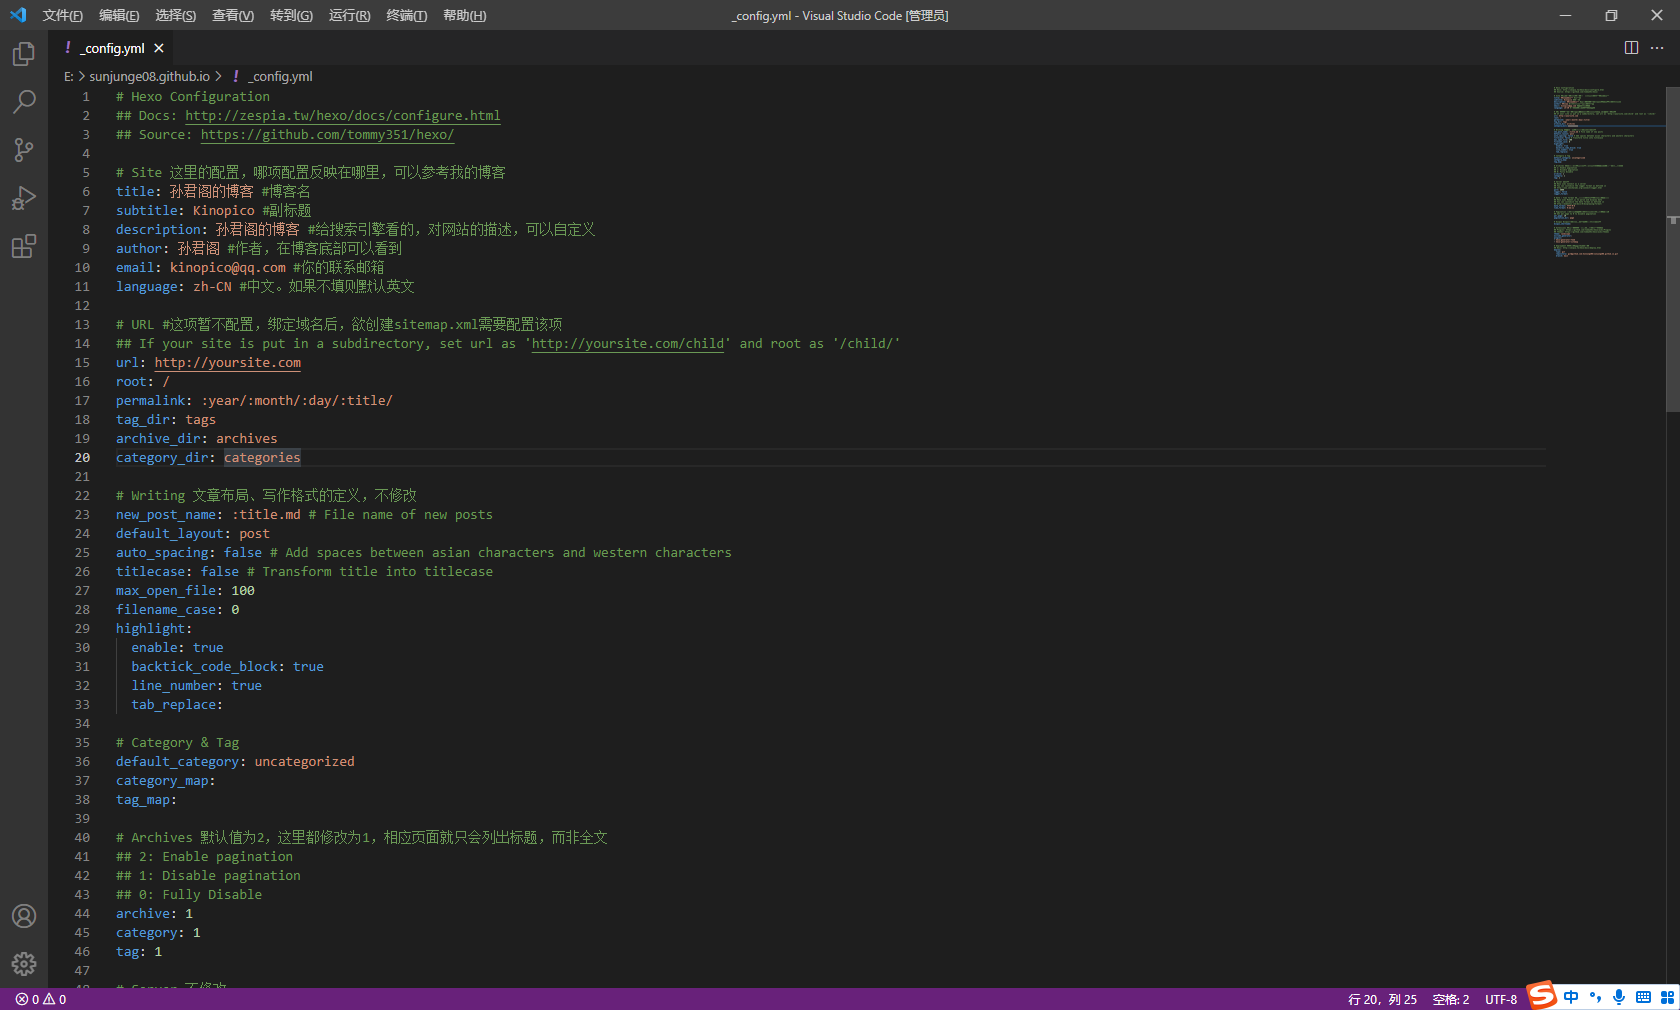 文件(F) 编辑(E) 选择(S) 查看(V) 转到(G) 运行(R) 终端(T) 帮助(H) _config.yml - Visual Studio Code [管理员]
! _config.yml
E: > sunjunge08.github.io > ! _config.yml
1 # Hexo Configuration
2 ## Docs: http://zespia.tw/hexo/docs/configure.html
3 ## Source: https://github.com/tommy351/hexo/
4
5 # Site 这里的配置，哪项配置反映在哪里，可以参考我的博客
6 title: 孙君阁的博客 #博客名
7 subtitle: Kinopico #副标题
8 description: 孙君阁的博客 #给搜索引擎看的，对网站的描述，可以自定义
9 author: 孙君阁 #作者，在博客底部可以看到
10 email: kinopico@qq.com #你的联系邮箱
11 language: zh-CN #中文。如果不填则默认英文
12
13 # URL #这项暂不配置，绑定域名后，欲创建sitemap.xml需要配置该项
14 ## If your site is put in a subdirectory, set url as 'http://yoursite.com/child' and root as '/child/'
15 url: http://yoursite.com
16 root: /
17 permalink: :year/:month/:day/:title/
18 tag_dir: tags
19 archive_dir: archives
20 category_dir: categories
21
22 # Writing 文章布局、写作格式的定义，不修改
23 new_post_name: :title.md # File name of new posts
24 default_layout: post
25 auto_spacing: false # Add spaces between asian characters and western characters
26 titlecase: false # Transform title into titlecase
27 max_open_file: 100
28 filename_case: 0
29 highlight:
30 enable: true
31 backtick_code_block: true
32 line_number: true
33 tab_replace:
34
35 # Category & Tag
36 default_category: uncategorized
37 category_map:
38 tag_map:
39
40 # Archives 默认值为2，这里都修改为1，相应页面就只会列出标题，而非全文
41 ## 2: Enable pagination
42 ## 1: Disable pagination
43 ## 0: Fully Disable
44 archive: 1
45 category: 1
46 tag: 1
47
48 # Server 不修改
0 0 行 20，列 25 空格: 2 UTF-8 中